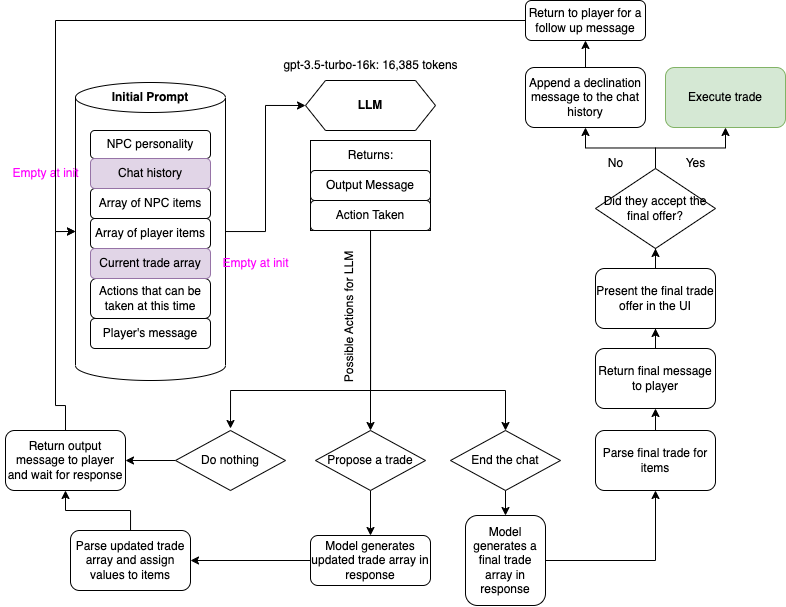 Return to player for a
follow up message
gpt-3.5-turbo-16k: 16,385 tokens
Initial Prompt
LLM
Append a declination
message to the chat
history
Execute trade
NPC personality
Empty at init
Chat history
Array of NPC items
Array of player items
Current trade array
Empty at init
Actions that can be
taken at this time
Player's message
Returns:
Output Message
Action Taken
No
Yes
Did they accept the
final offer?
Possible Actions for LLM
Present the final trade
offer in the UI
Return final message
to player
Return output
message to player
and wait for response
Do nothing
Propose a trade
End the chat
Parse final trade for
items
Parse updated trade
array and assign
values to items
Model generates
updated trade array in
response
Model
generates a
final trade
array in
response